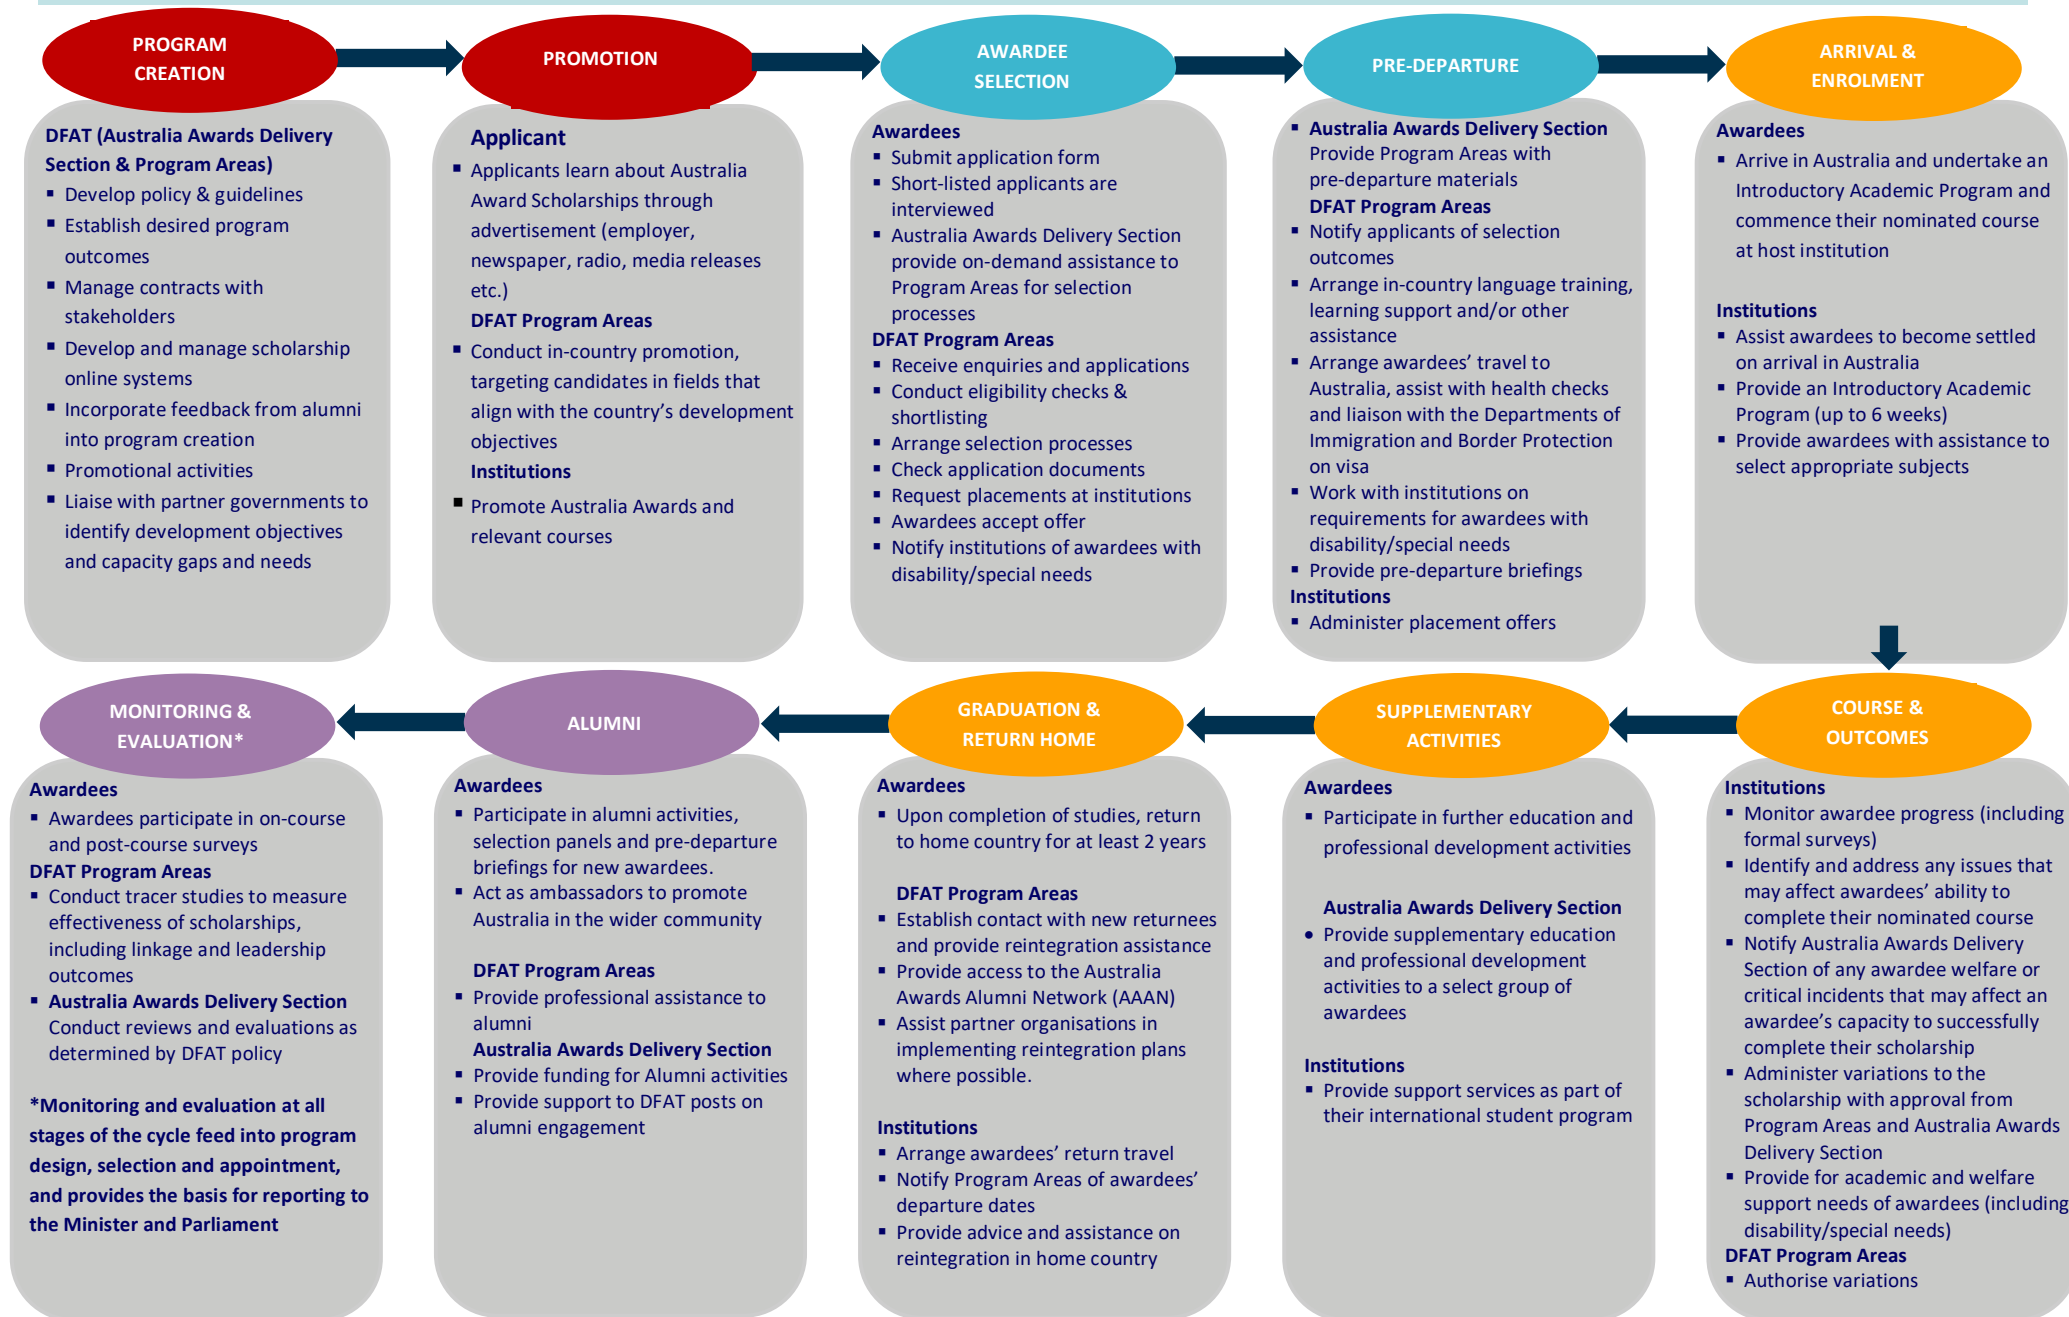 PROGRAM
CREATION
DFAT (Australia Awards Delivery
Section & Program Areas)
▪ Develop policy & guidelines
▪ Establish desired program
outcomes
▪ Manage contracts with
stakeholders
▪ Develop and manage scholarship
online systems
▪ Incorporate feedback from alumni
into program creation
▪ Promotional activities
▪ Liaise with partner governments to
identify development objectives
and capacity gaps and needs
PROMOTION
Applicant
▪ Applicants learn about Australia
Award Scholarships through
advertisement (employer,
newspaper, radio, media releases
etc.)
DFAT Program Areas
▪ Conduct in-country promotion,
targeting candidates in fields that
align with the country’s development
objectives
Institutions
▪ Promote Australia Awards and
relevant courses
AWARDEE
SELECTION
Awardees
▪ Submit application form
▪ Short-listed applicants are
interviewed
▪ Australia Awards Delivery Section
provide on-demand assistance to
Program Areas for selection
processes
DFAT Program Areas
▪ Receive enquiries and applications
▪ Conduct eligibility checks &
shortlisting
▪ Arrange selection processes
▪ Check application documents
▪ Request placements at institutions
▪ Awardees accept offer
▪ Notify institutions of awardees with
disability/special needs
PRE-DEPARTURE
▪ Australia Awards Delivery Section
Provide Program Areas with
pre-departure materials
DFAT Program Areas
▪ Notify applicants of selection
outcomes
▪ Arrange in-country language training,
learning support and/or other
assistance
▪ Arrange awardees’ travel to
Australia, assist with health checks
and liaison with the Departments of
Immigration and Border Protection
on visa
▪ Work with institutions on
requirements for awardees with
disability/special needs
▪ Provide pre-departure briefings
Institutions
▪ Administer placement offers
ARRIVAL &
ENROLMENT
Awardees
▪ Arrive in Australia and undertake an
Introductory Academic Program and
commence their nominated course
at host institution
Institutions
▪ Assist awardees to become settled
on arrival in Australia
▪ Provide an Introductory Academic
Program (up to 6 weeks)
▪ Provide awardees with assistance to
select appropriate subjects
COURSE &
OUTCOMES
Institutions
▪ Monitor awardee progress (including
formal surveys)
▪ Identify and address any issues that
may affect awardees’ ability to
complete their nominated course
▪ Notify Australia Awards Delivery
Section of any awardee welfare or
critical incidents that may affect an
awardee’s capacity to successfully
complete their scholarship
▪ Administer variations to the
scholarship with approval from
Program Areas and Australia Awards
Delivery Section
▪ Provide for academic and welfare
support needs of awardees (including
disability/special needs)
DFAT Program Areas
▪ Authorise variations
SUPPLEMENTARY
ACTIVITIES
Awardees
▪ Participate in further education and
professional development activities
Australia Awards Delivery Section
• Provide supplementary education
and professional development
activities to a select group of
awardees
Institutions
▪ Provide support services as part of
their international student program
GRADUATION &
RETURN HOME
Awardees
▪ Upon completion of studies, return
to home country for at least 2 years
DFAT Program Areas
▪ Establish contact with new returnees
and provide reintegration assistance
▪ Provide access to the Australia
Awards Alumni Network (AAAN)
▪ Assist partner organisations in
implementing reintegration plans
where possible.
Institutions
▪ Arrange awardees’ return travel
▪ Notify Program Areas of awardees’
departure dates
▪ Provide advice and assistance on
reintegration in home country
ALUMNI
Awardees
▪ Participate in alumni activities,
selection panels and pre-departure
briefings for new awardees.
▪ Act as ambassadors to promote
Australia in the wider community
DFAT Program Areas
▪ Provide professional assistance to
alumni
Australia Awards Delivery Section
▪ Provide funding for Alumni activities
▪ Provide support to DFAT posts on
alumni engagement
MONITORING &
EVALUATION*
Awardees
▪ Awardees participate in on-course
and post-course surveys
DFAT Program Areas
▪ Conduct tracer studies to measure
effectiveness of scholarships,
including linkage and leadership
outcomes
▪ Australia Awards Delivery Section
Conduct reviews and evaluations as
determined by DFAT policy
*Monitoring and evaluation at all
stages of the cycle feed into program
design, selection and appointment,
and provides the basis for reporting to
the Minister and Parliament